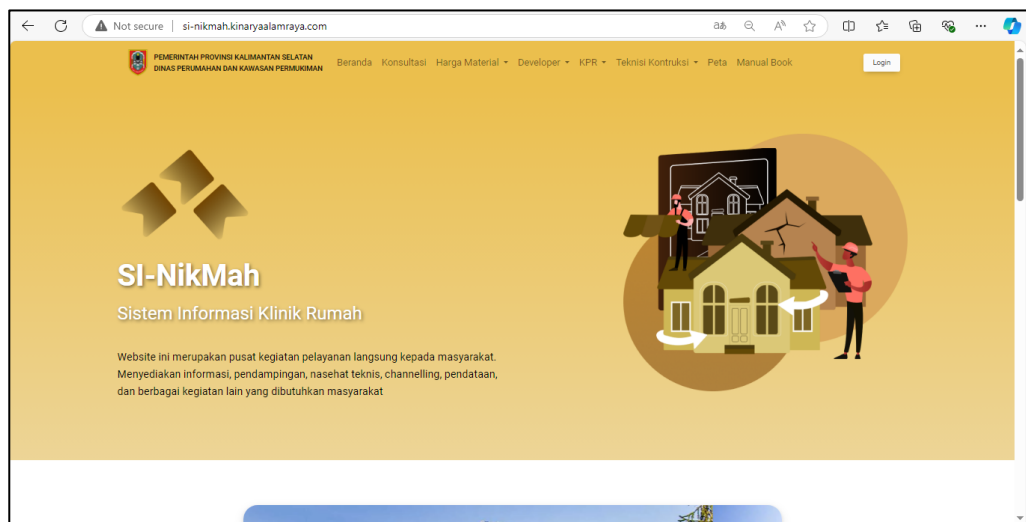 Not secure | si-nikmah.kinaryaalamraya.com
PEMERINTAH PROVINSI KALIMANTAN SELATAN
DINAS PERUMAHAN DAN KAWASAN PERMUKIMAN
Beranda Konsultasi Harga Material Developer KPR Teknisi Kontruksi Peta Manual Book
Login
SI-NikMah
Sistem Informasi Klinik Rumah
Website ini merupakan pusat kegiatan pelayanan langsung kepada masyarakat.
Menyediakan informasi, pendampingan, nasehat teknis, channelling, pendataan,
dan berbagai kegiatan lain yang dibutuhkan masyarakat